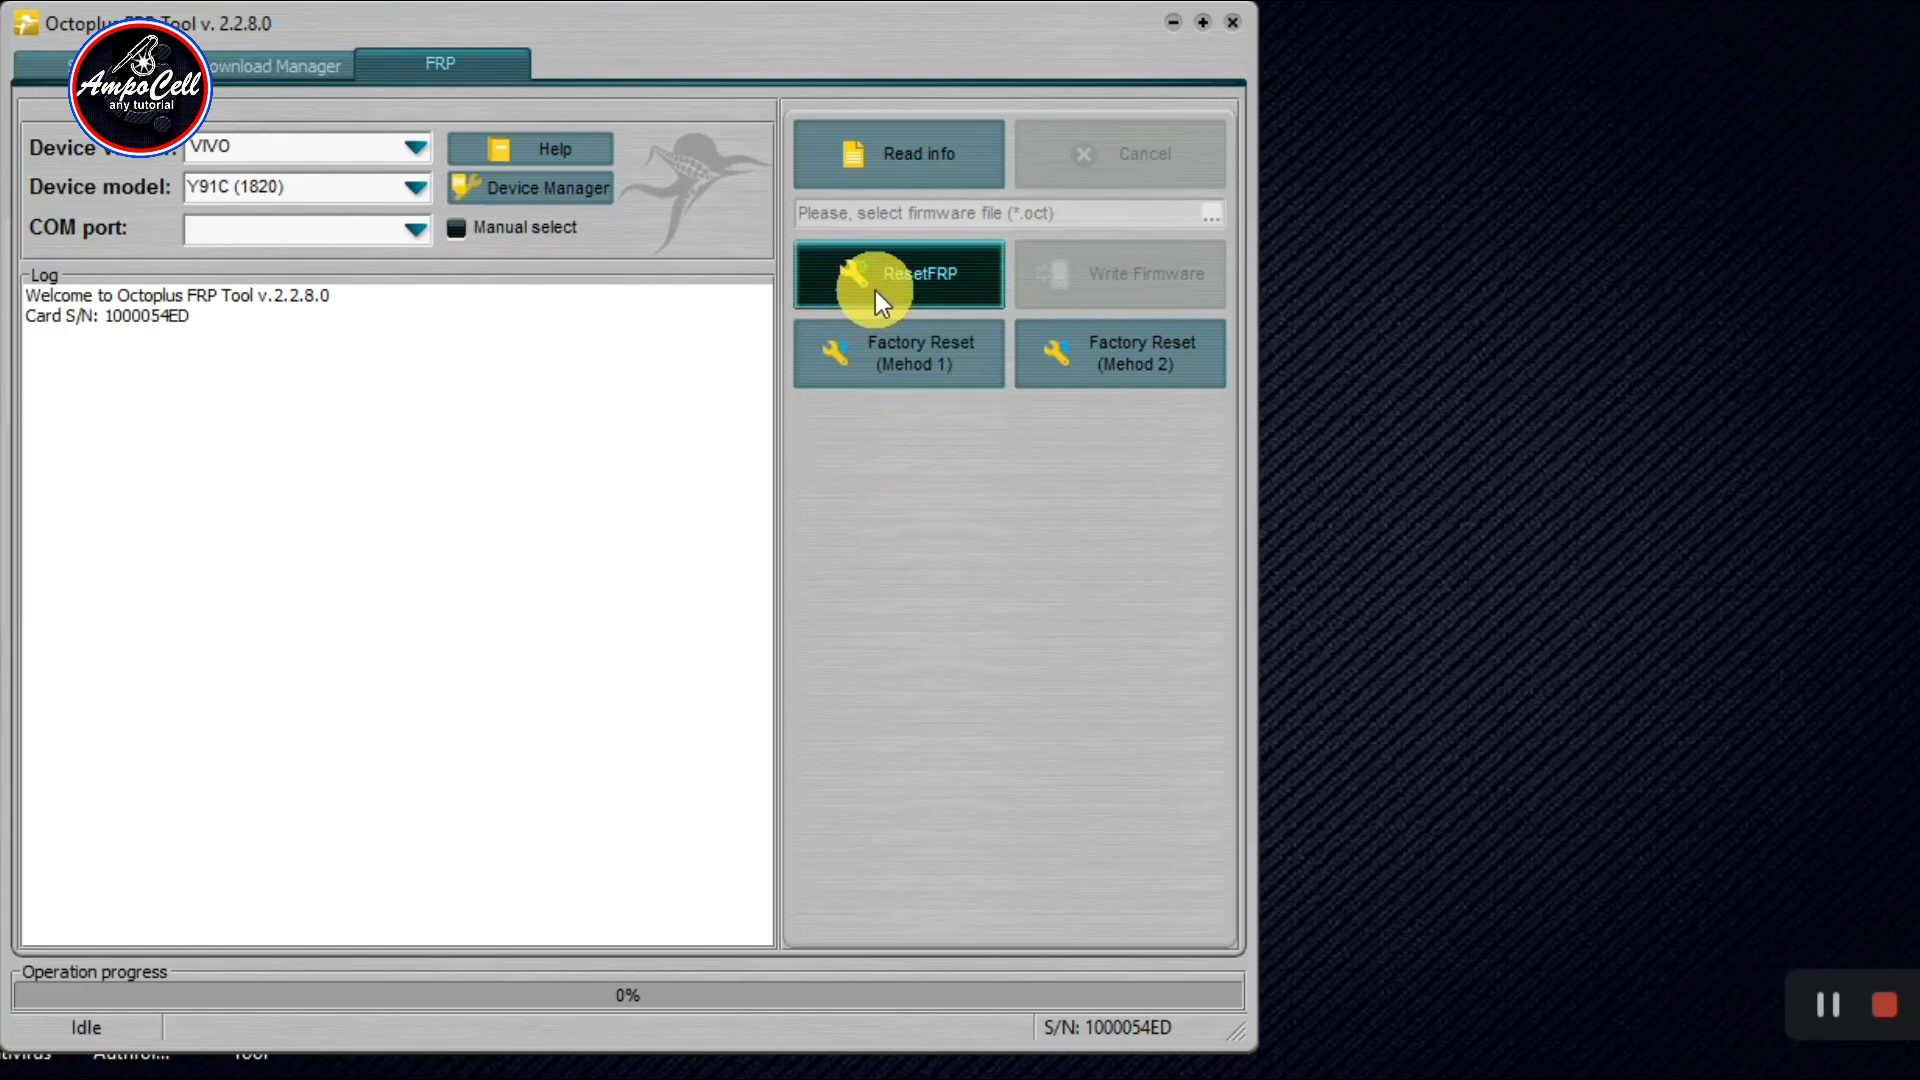 Octoplus FRP Tool v. 2.2.8.0
AmpoCell
any tutorial
ownload Manager
FRP
Device v
VIVO
Help
Device model:
Y91C (1820)
Device Manager
COM port:
Manual select
Read info
Cancel
Please, select firmware file (*.oct)
...
ResetFRP
Write Firmware
Factory Reset
(Mehod 1)
Factory Reset
(Mehod 2)
Log
Welcome to Octoplus FRP Tool v.2.2.8.0
Card S/N: 1000054ED
Operation progress
0%
Idle
S/N: 1000054ED